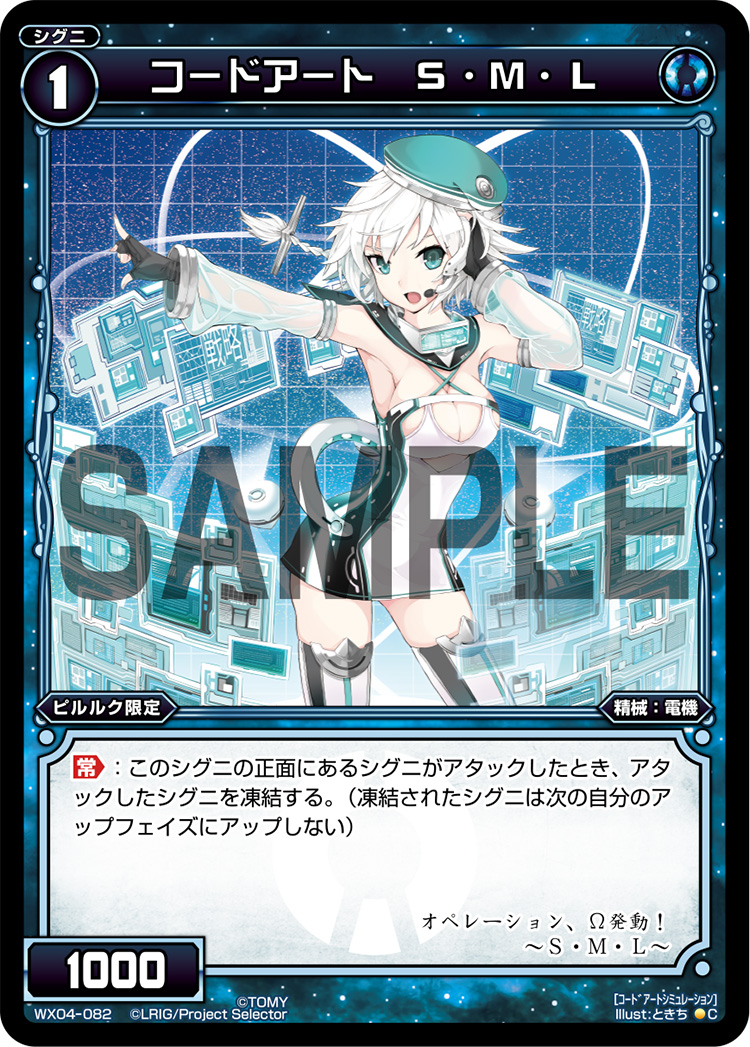 シグニ
1
コードアート S・M・L
戦略
戦略
SAMPLE
ピルルク限定
精械：電機
常：このシグニの正面にあるシグニがアタックしたとき、アタ
ックしたシグニを凍結する。（凍結されたシグニは次の自分のア
ップフェイズにアップしない）
オペレーション、Ω発動！
～S・M・L～
1000
©TOMY
WX04-082 ©LRIG/Project Selector
[コードアートシミュレーション]
Illust:ときち C